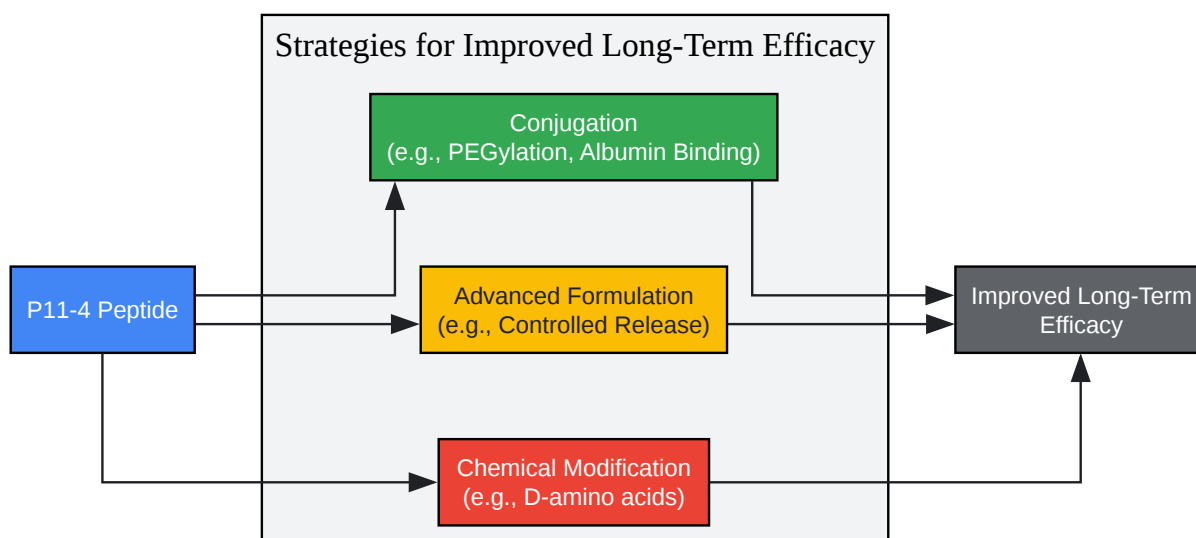 Strategies for Improved Long-Term Efficacy
Conjugation
(e.g., PEGylation, Albumin Binding)
P11-4 Peptide
Advanced Formulation
(e.g., Controlled Release)
Improved Long-Term
Efficacy
Chemical Modification
(e.g., D-amino acids)